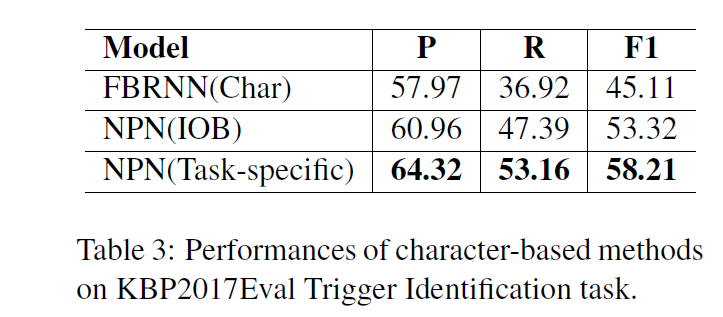 Model P R F1
FBRNN(Char) 57.97 36.92 45.11
NPN(IOB) 60.96 47.39 53.32
NPN(Task-specific) 64.32 53.16 58.21
Table 3: Performances of character-based methods
on KBP2017Eval Trigger Identification task.